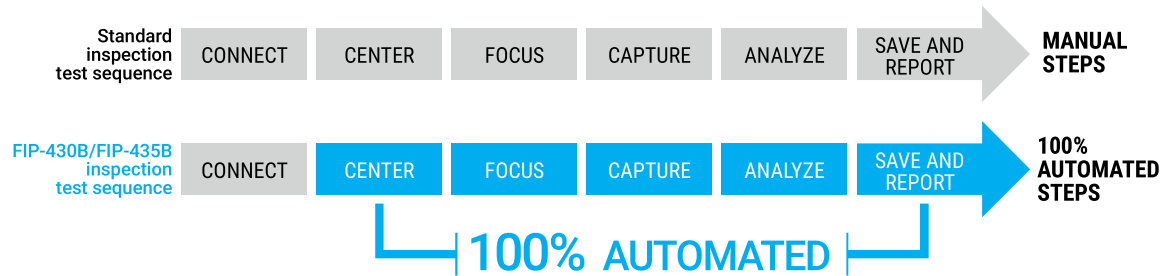 Standard
inspection
test sequence
CONNECT
CENTER
FOCUS
CAPTURE
ANALYZE
SAVE AND
REPORT
MANUAL
STEPS
FIP-430B/FIP-435B
inspection
test sequence
CONNECT
CENTER
FOCUS
CAPTURE
ANALYZE
SAVE AND
REPORT
100%
AUTOMATED
STEPS
100% AUTOMATED